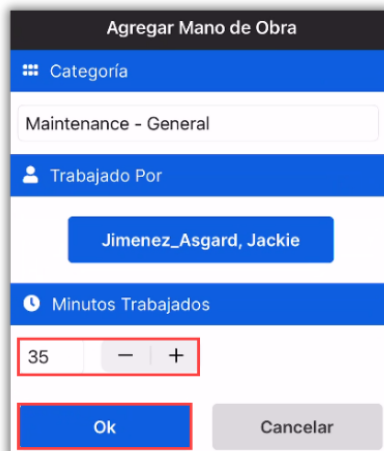 Agregar Mano de Obra
Categoría
Maintenance - General
Trabajado Por
Jimenez_Asgard, Jackie
Minutos Trabajados
35 − +
Ok Cancelar